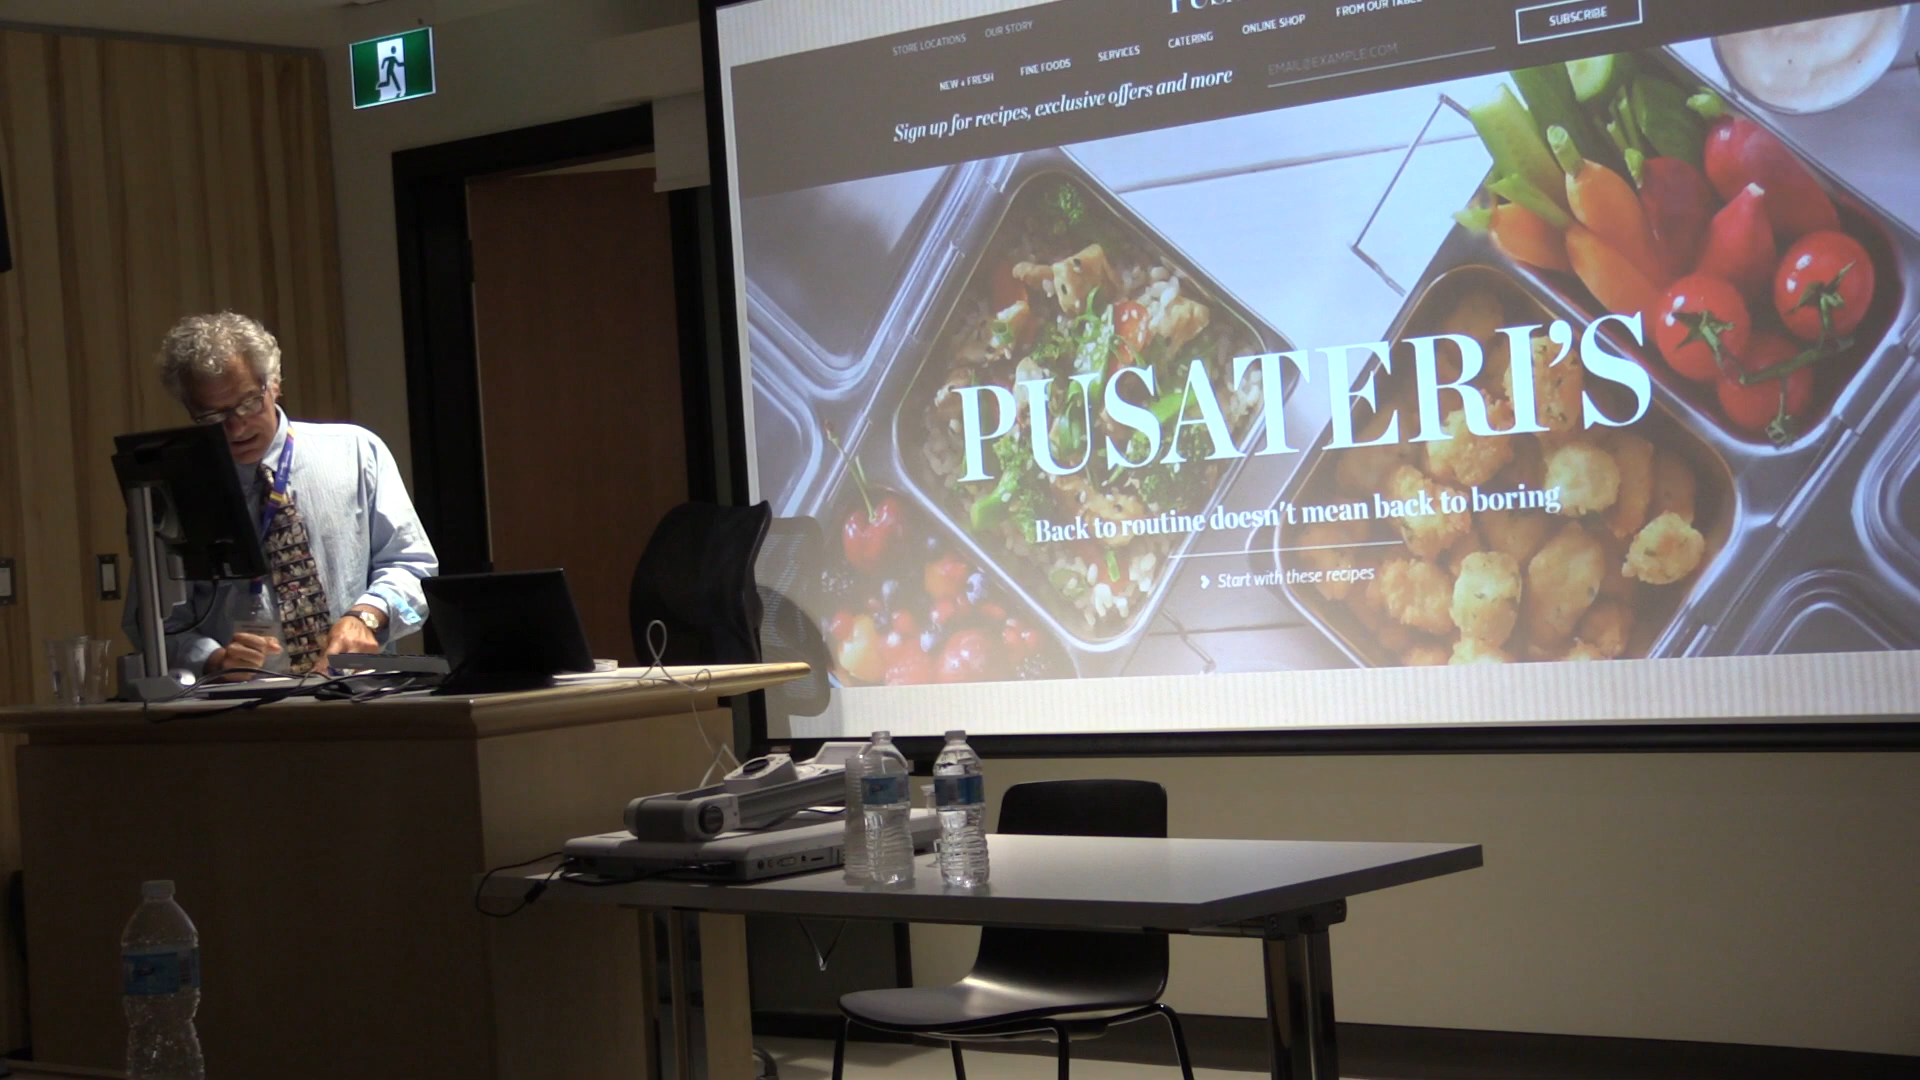 STORE LOCATIONS
OUR STORY
NEW + FRESH
FINE FOODS
SERVICES
CATERING
ONLINE SHOP
FROM OUR
Sign up for recipes, exclusive offers and more
EMAIL@EXAMPLE.COM
SUBSCRIBE
PUSATERI'S
Back to routine doesn't mean back to boring
Start with these recipes